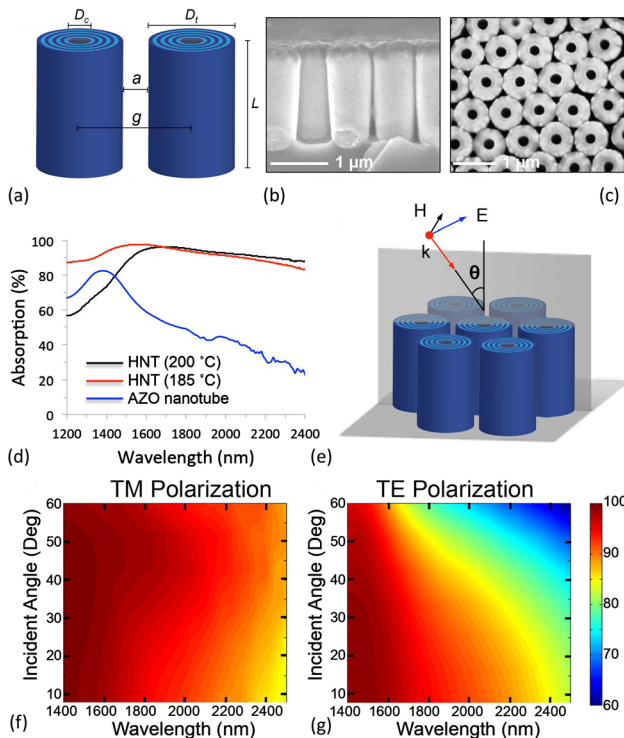 D_c
D_t
a
g
L
(a)
1 µm
(b)
1 µm
(c)
Absorption (%)
100
80
60
40
20
0
HNT (200 ˚C)
HNT (185 ˚C)
AZO nanotube
1200 1400 1600 1800 2000 2200 2400
(d)
Wavelength (nm)
H
E
k
θ
(e)
TM Polarization
Incident Angle (Deg)
60
50
40
30
20
10
1400 1600 1800 2000 2200 2400
(f)
Wavelength (nm)
TE Polarization
Incident Angle (Deg)
60
50
40
30
20
10
1400 1600 1800 2000 2200 2400
(g)
Wavelength (nm)
100
90
80
70
60